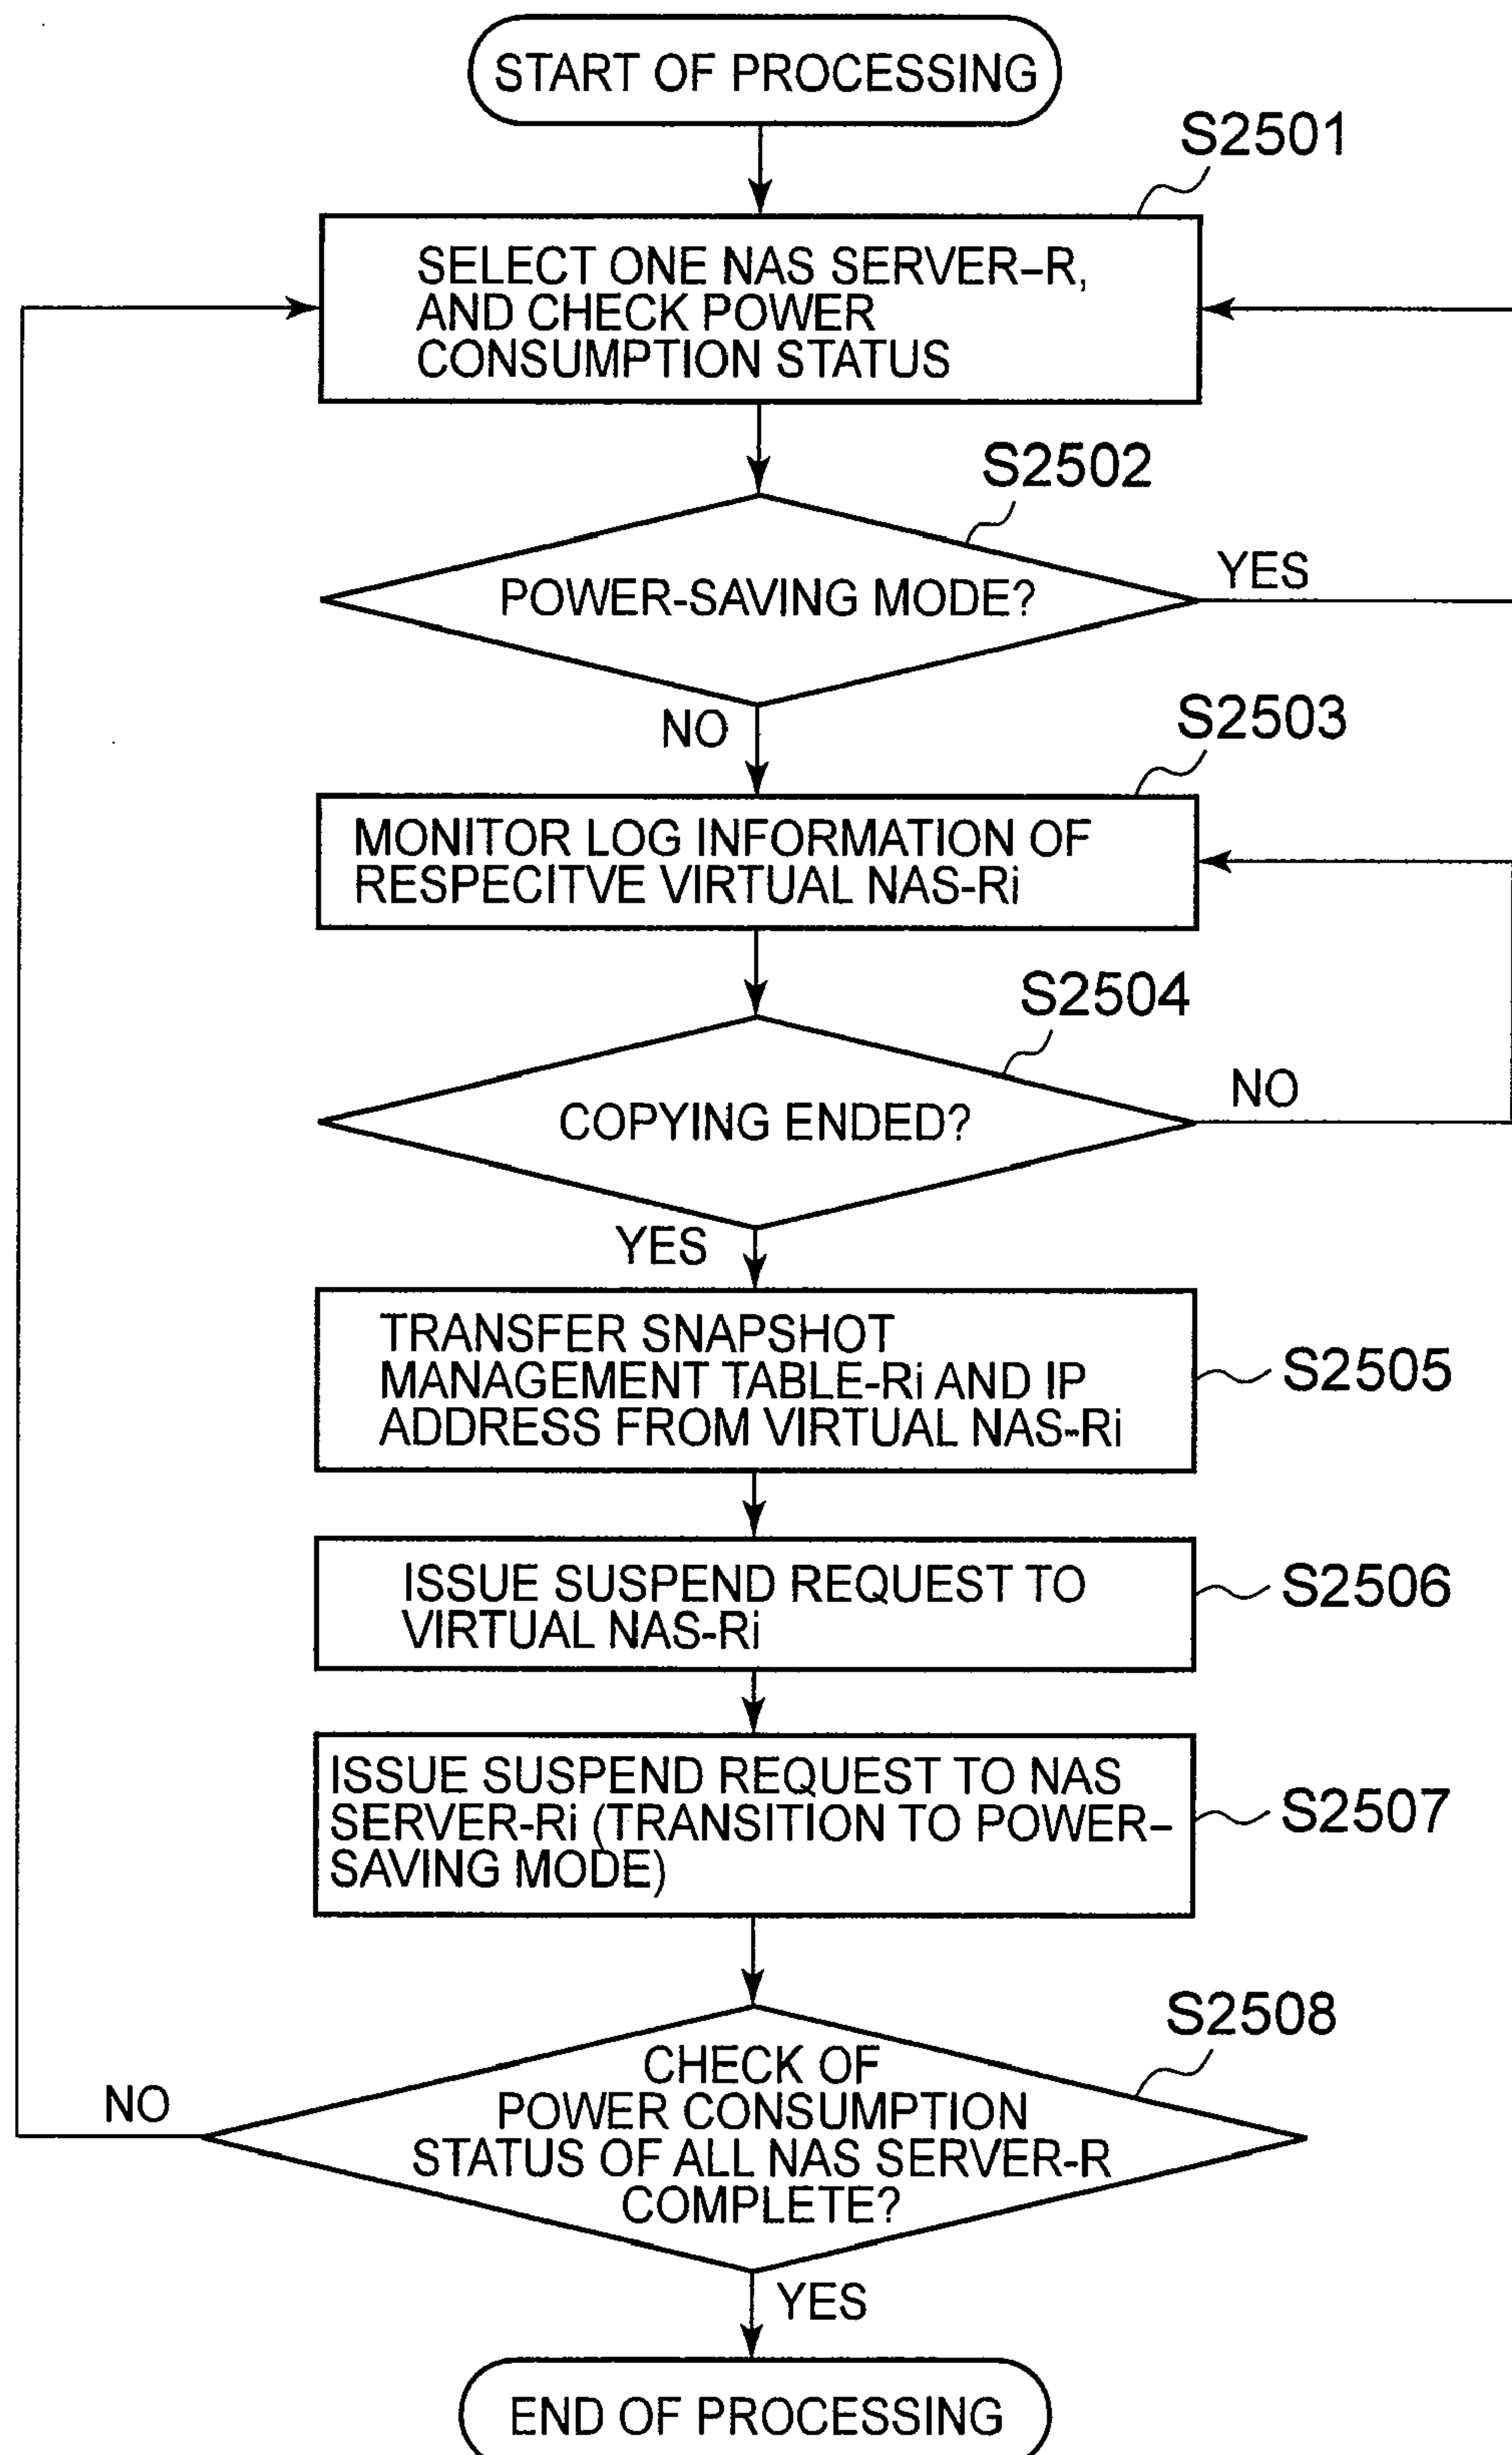 START OF PROCESSING
S2501
SELECT ONE NAS SERVER–R,
AND CHECK POWER
CONSUMPTION STATUS
S2502
POWER-SAVING MODE?
YES
NO
S2503
MONITOR LOG INFORMATION OF
RESPECITVE VIRTUAL NAS-Ri
S2504
COPYING ENDED?
NO
YES
TRANSFER SNAPSHOT
MANAGEMENT TABLE-Ri AND IP
ADDRESS FROM VIRTUAL NAS-Ri
S2505
ISSUE SUSPEND REQUEST TO
VIRTUAL NAS-Ri
S2506
ISSUE SUSPEND REQUEST TO NAS
SERVER-Ri (TRANSITION TO POWER–
SAVING MODE)
S2507
S2508
CHECK OF
POWER CONSUMPTION
STATUS OF ALL NAS SERVER-R
COMPLETE?
NO
YES
END OF PROCESSING